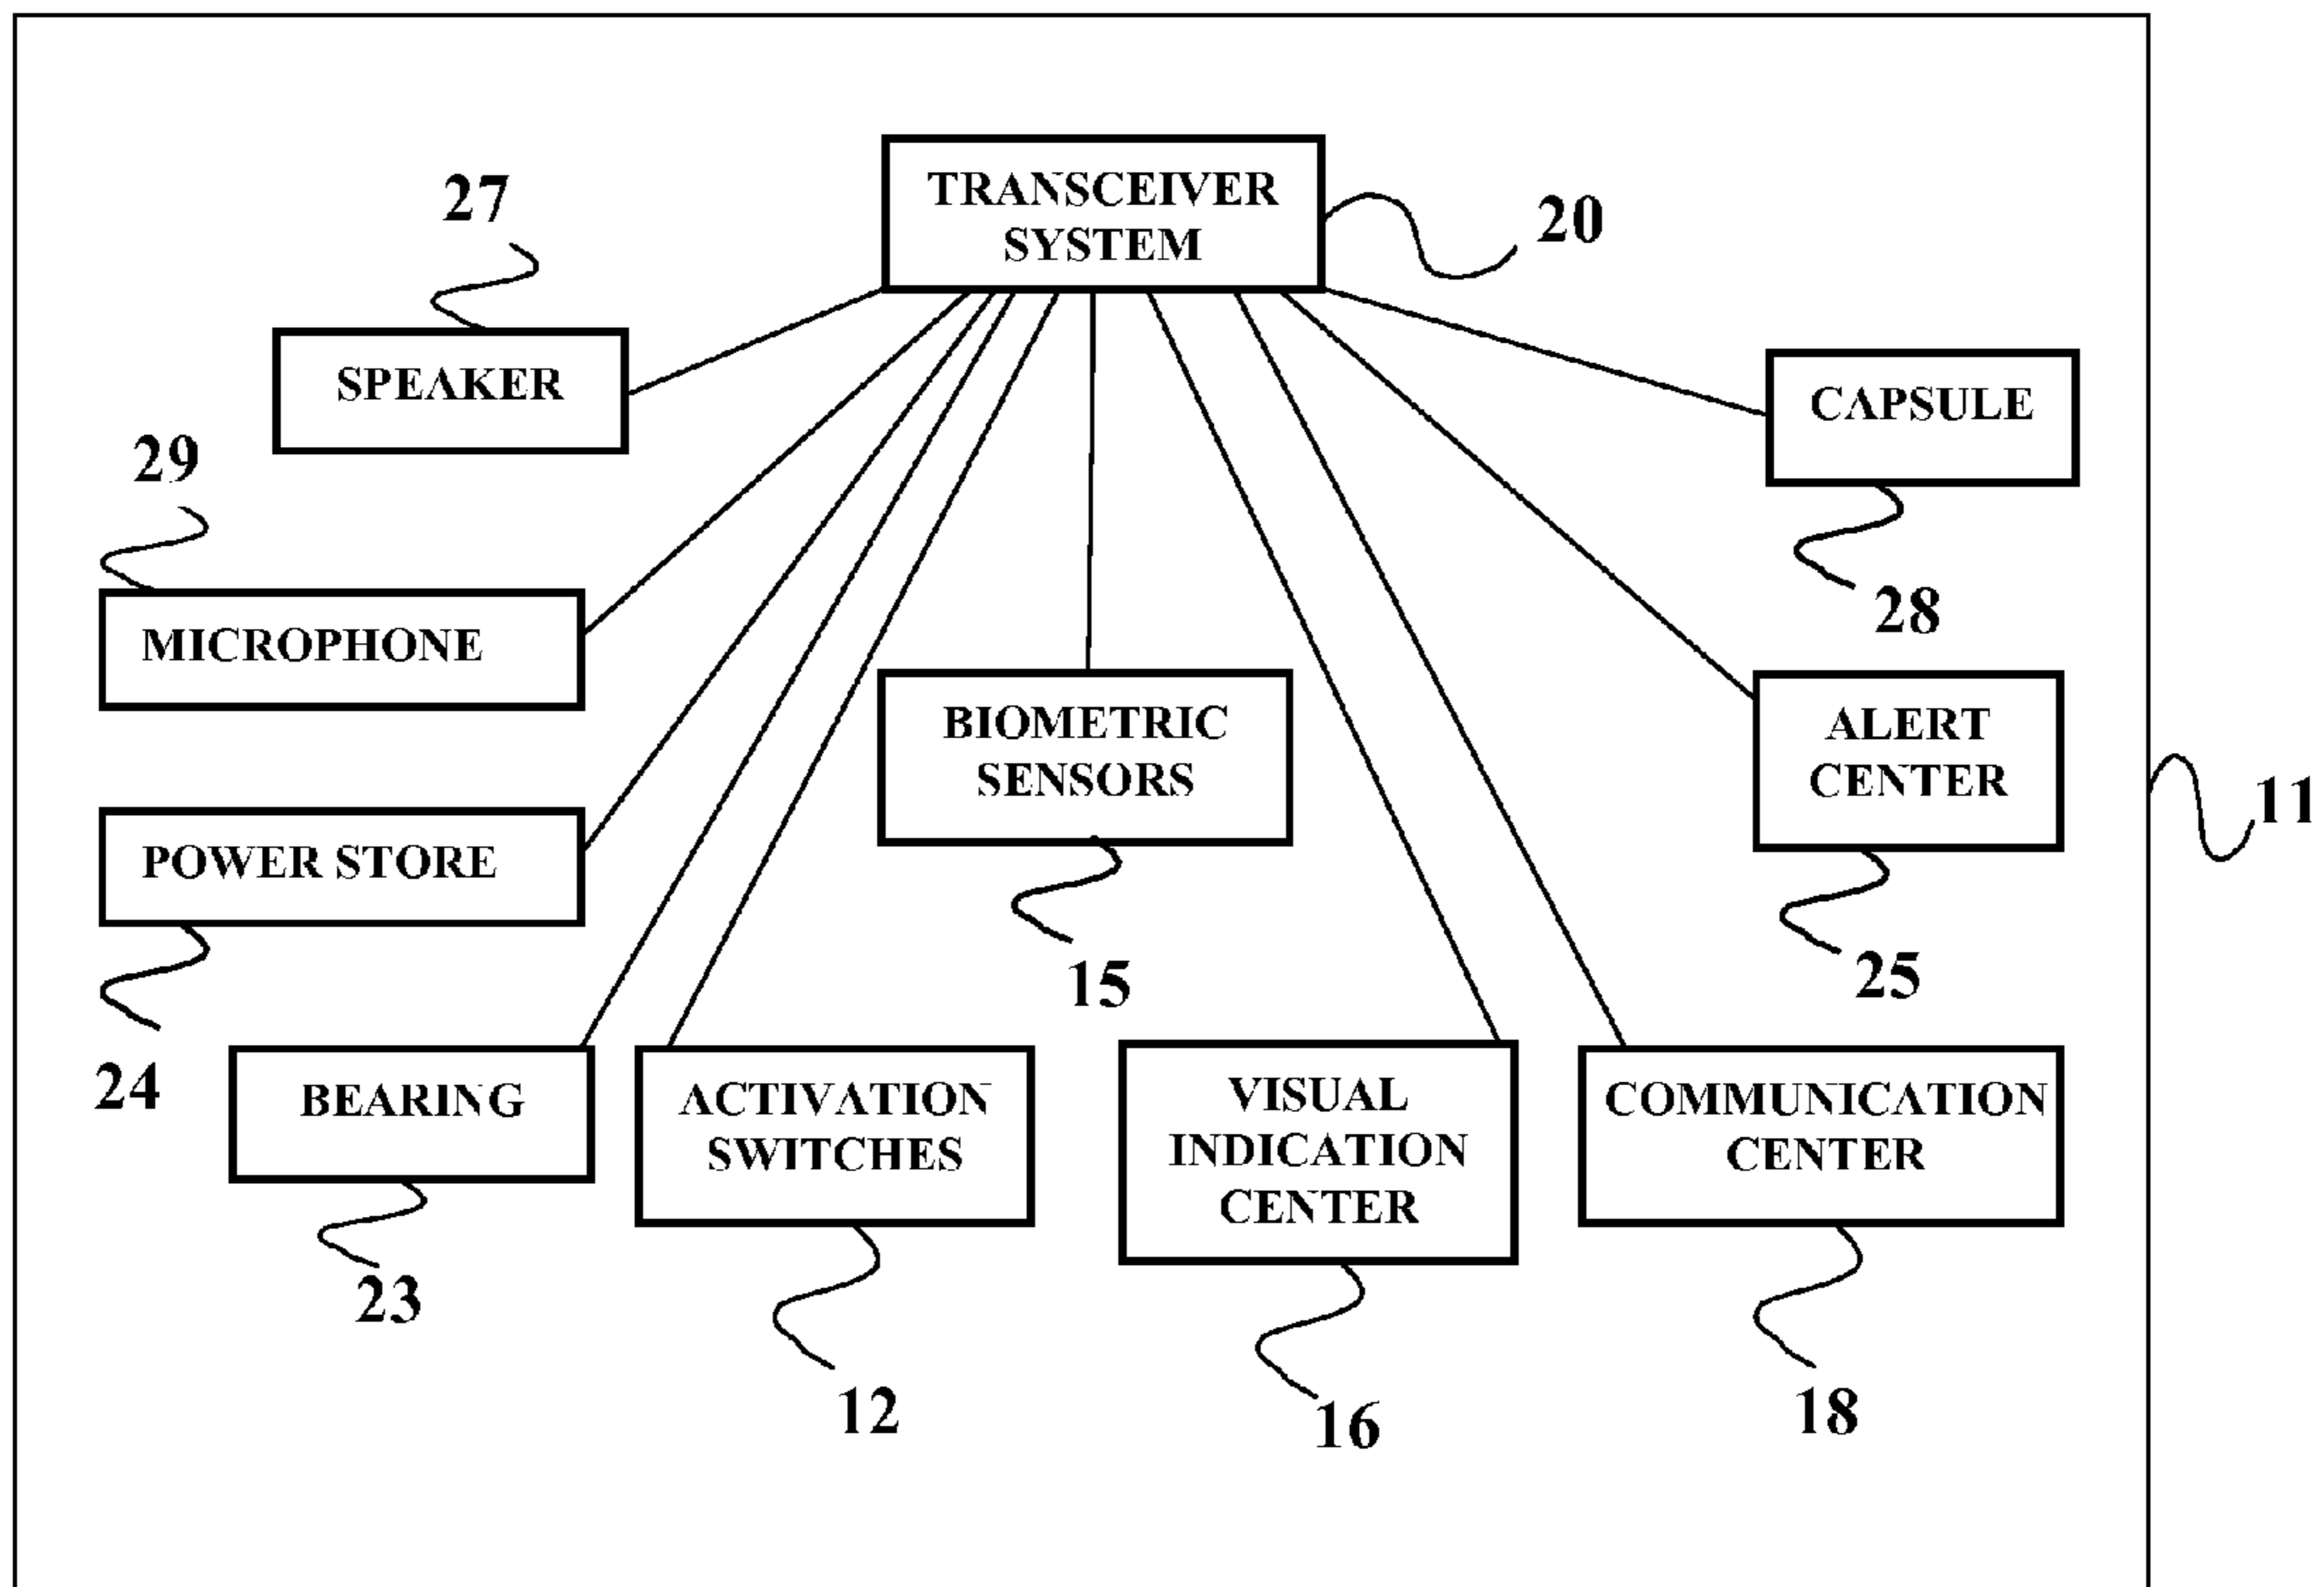 27
TRANSCEIVER
SYSTEM
20
SPEAKER
CAPSULE
29
28
MICROPHONE
BIOMETRIC
SENSORS
ALERT
CENTER
11
POWER STORE
15
25
24
BEARING
ACTIVATION
SWITCHES
VISUAL
INDICATION
CENTER
COMMUNICATION
CENTER
23
12
16
18